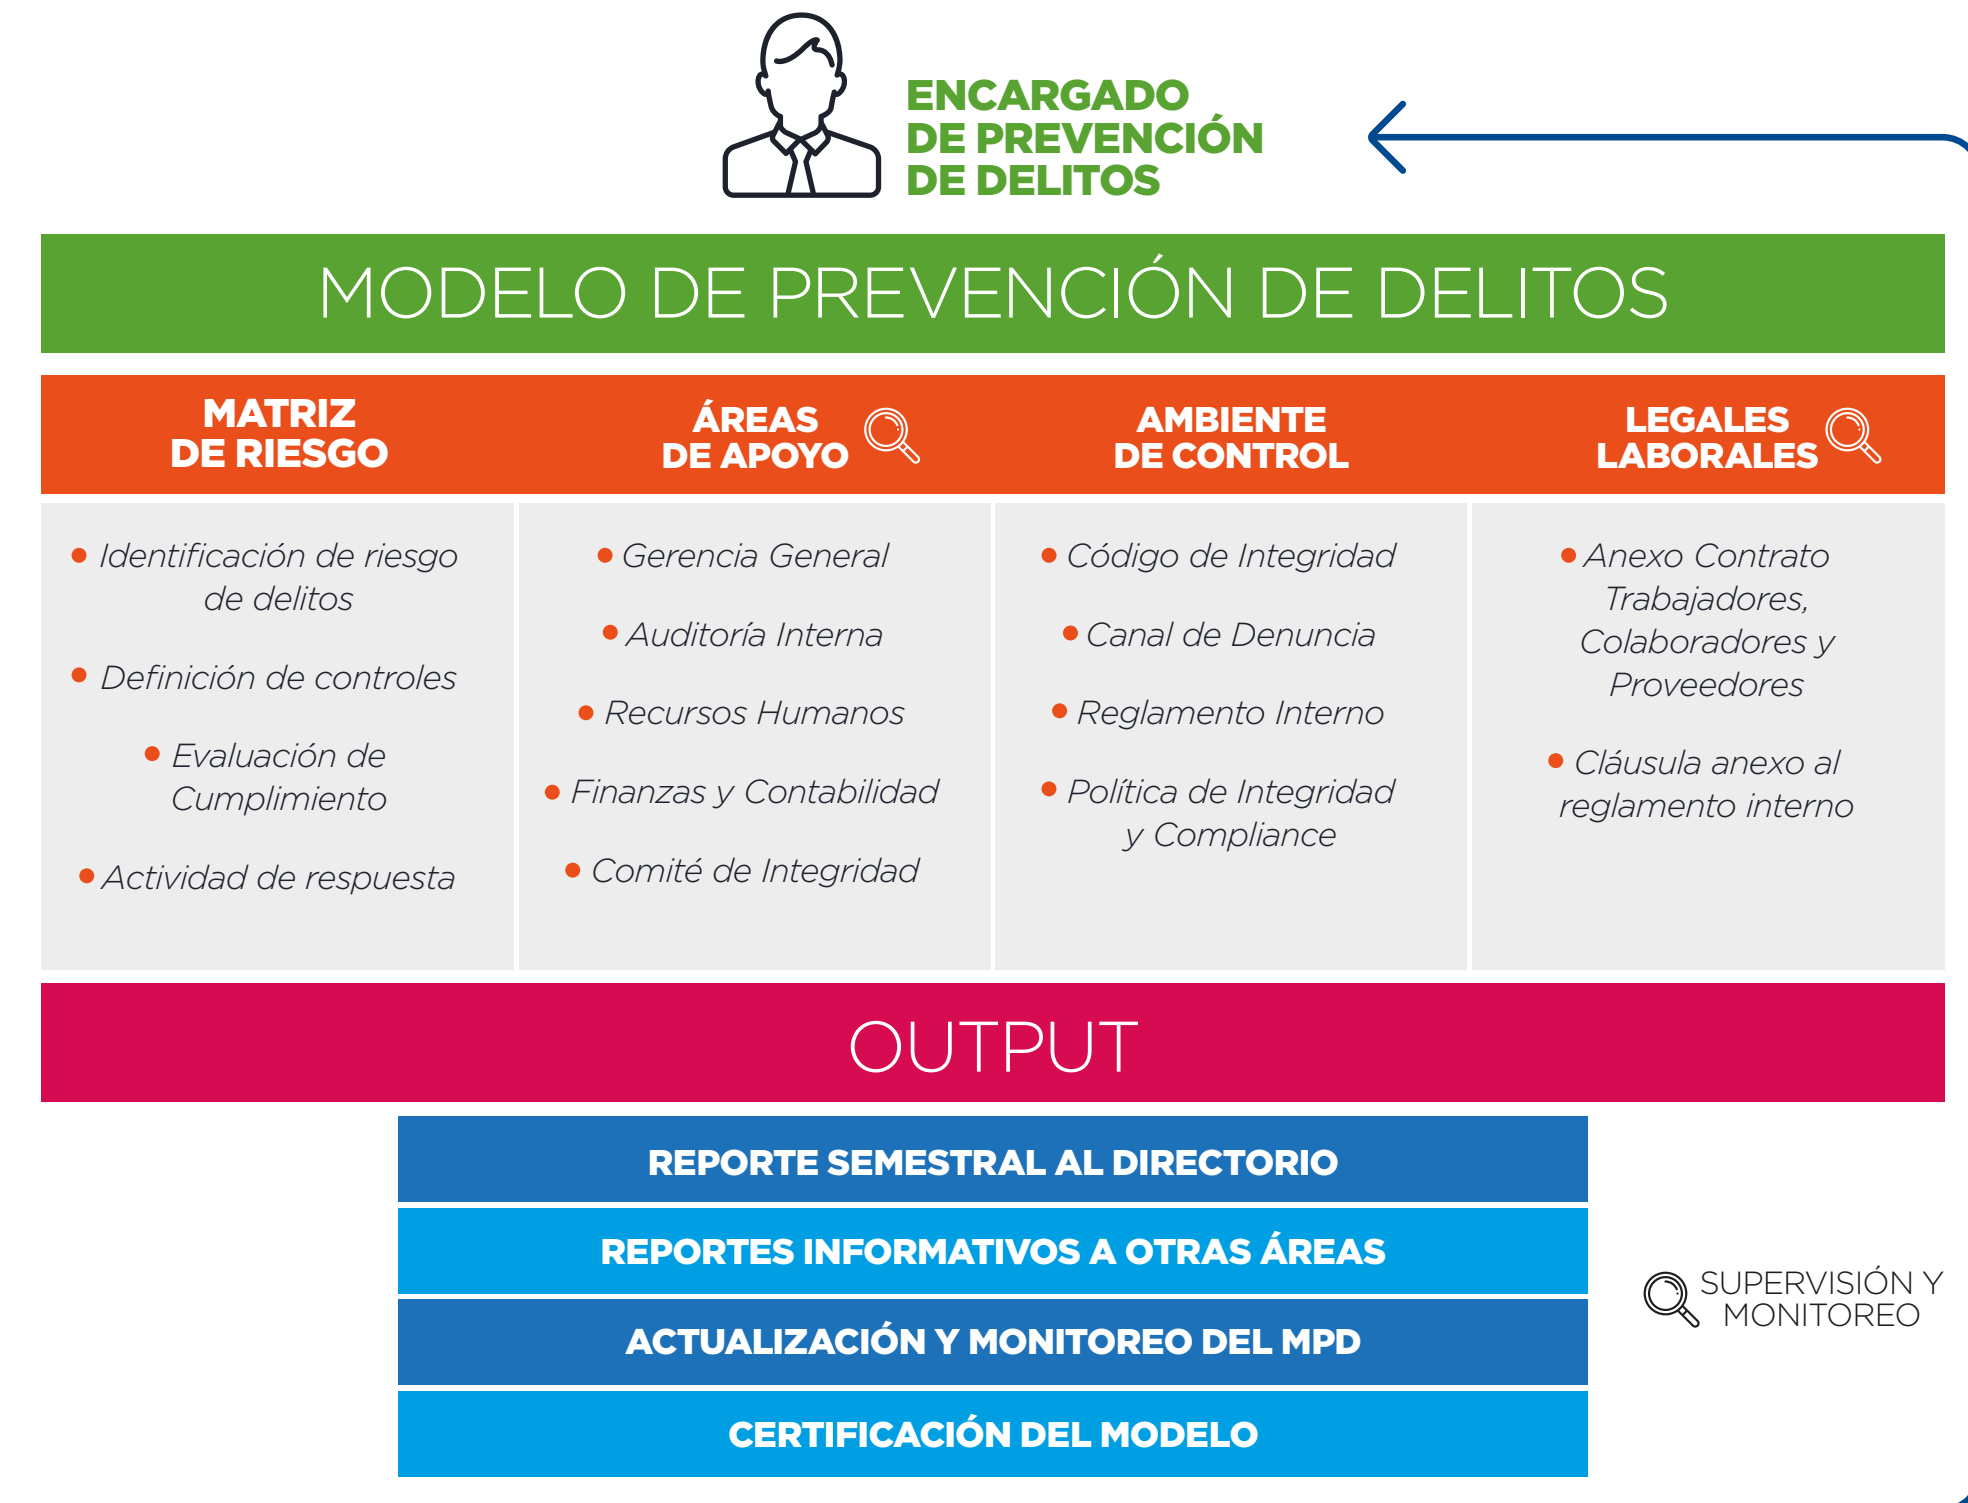 ENCARGADO
DE PREVENCIÓN
DE DELITOS
MODELO DE PREVENCIÓN DE DELITOS
MATRIZ
DE RIESGO
• Identificación de riesgo
de delitos
• Definición de controles
• Evaluación de
Cumplimiento
• Actividad de respuesta
ÁREAS
DE APOYO
• Gerencia General
• Auditoría Interna
• Recursos Humanos
• Finanzas y Contabilidad
• Comité de Integridad
AMBIENTE
DE CONTROL
• Código de Integridad
• Canal de Denuncia
• Reglamento Interno
• Política de Integridad
y Compliance
LEGALES
LABORALES
• Anexo Contrato
Trabajadores,
Colaboradores y
Proveedores
• Cláusula anexo al
reglamento interno
OUTPUT
REPORTE SEMESTRAL AL DIRECTORIO
REPORTES INFORMATIVOS A OTRAS ÁREAS
ACTUALIZACIÓN Y MONITOREO DEL MPD
CERTIFICACIÓN DEL MODELO
SUPERVISIÓN Y
MONITOREO